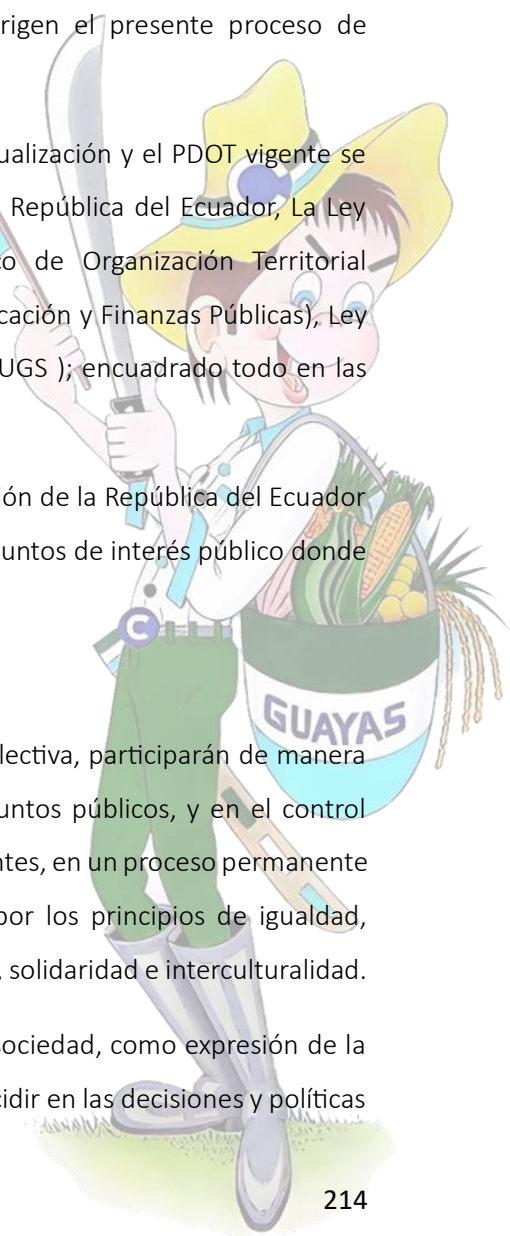 rigen el presente proceso de
ualización y el PDOT vigente se
República del Ecuador, La Ley
o de Organización Territorial
cación y Finanzas Públicas), Ley
UGS ); encuadrado todo en las
ión de la República del Ecuador
untos de interés público donde
C
GUAYAS
lectiva, participarán de manera
untos públicos, y en el control
ntes, en un proceso permanente
por los principios de igualdad,
, solidaridad e interculturalidad.
sociedad, como expresión de la
cidir en las decisiones y políticas
214